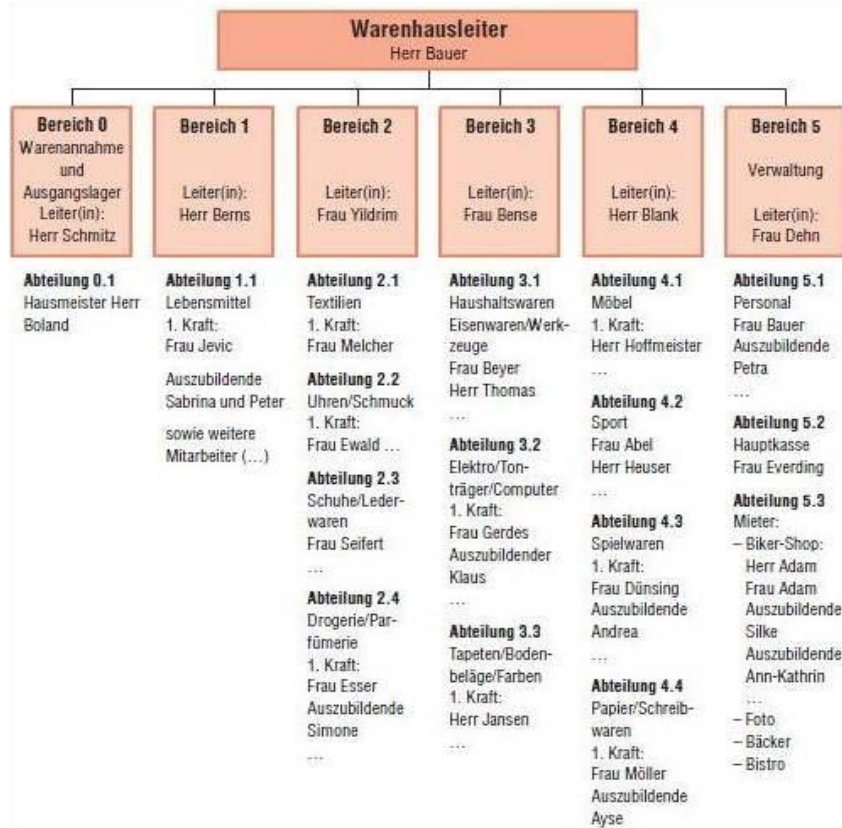 Warenhausleiter
Herr Bauer
Bereich 0
Warenannahme
und
Ausgangslager
Leiter(in):
Herr Schmitz
Abteilung 0.1
Hausmeister Herr
Boland
Bereich 1
Leiter(in):
Herr Berns
Abteilung 1.1
Lebensmittel
1. Kraft:
Frau Jevic
Auszubildende
Sabrina und Peter
sowie weitere
Mitarbeiter (…)
Bereich 2
Leiter(in):
Frau Yildrim
Abteilung 2.1
Textilien
1. Kraft:
Frau Melcher
Abteilung 2.2
Uhren/Schmuck
1. Kraft:
Frau Ewald …
Abteilung 2.3
Schuhe/Leder-
waren
Frau Seifert
…
Abteilung 2.4
Drogerie/Par-
fümerie
1. Kraft:
Frau Esser
Auszubildende
Simone
…
Bereich 3
Leiter(in):
Frau Bense
Abteilung 3.1
Haushaltswaren
Eisenwaren/Werk-
zeuge
Frau Beyer
Herr Thomas
…
Abteilung 3.2
Elektro/Ton-
träger/Computer
1. Kraft:
Frau Gerdes
Auszubildender
Klaus
…
Abteilung 3.3
Tapeten/Boden-
beläge/Farben
1. Kraft:
Herr Jansen
…
Bereich 4
Leiter(in):
Herr Blank
Abteilung 4.1
Möbel
1. Kraft:
Herr Hoffmeister
…
Abteilung 4.2
Sport
Frau Abel
Herr Heuser
…
Abteilung 4.3
Spielwaren
1. Kraft:
Frau Dünsing
Auszubildende
Andrea
…
Abteilung 4.4
Papier/Schreib-
waren
1. Kraft:
Frau Möller
Auszubildende
Ayse
Bereich 5
Verwaltung
Leiter(in):
Frau Dehn
Abteilung 5.1
Personal
Frau Bauer
Auszubildende
Petra
…
Abteilung 5.2
Hauptkasse
Frau Everding
Abteilung 5.3
Mieter:
– Biker-Shop:
Herr Adam
Frau Adam
Auszubildende
Silke
Auszubildende
Ann-Kathrin
…
– Foto
– Bäcker
– Bistro